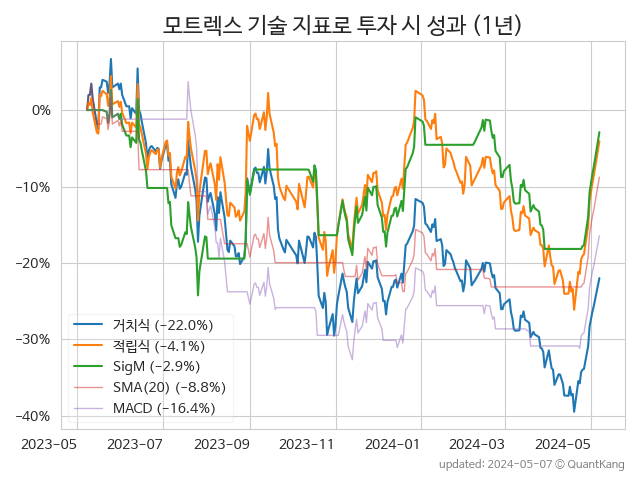 모트렉스 기술 지표로 투자 시 성과 (1년)
0%
−10%
−20%
−30%
−40%
거치식 (−22.0%)
적립식 (−4.1%)
SigM (−2.9%)
SMA(20) (−8.8%)
MACD (−16.4%)
2023−05 2023−07 2023−09 2023−11 2024−01 2024−03 2024−05
updated: 2024−05−07 © QuantKang